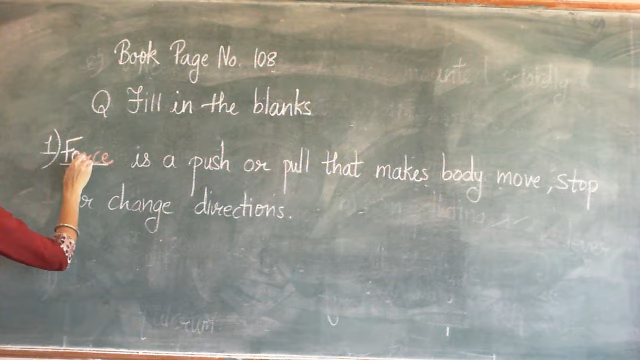 Book Page No. 108
Q Fill in the blanks
1) Force is a push or pull that makes body move, stop
or change directions.